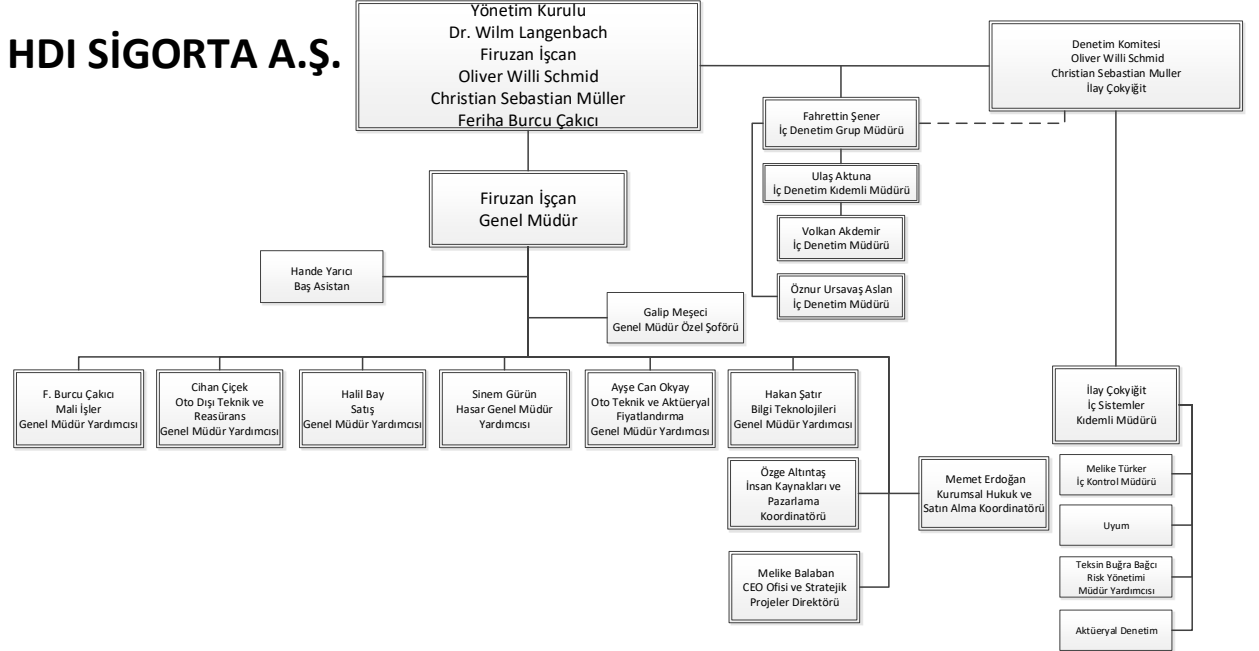 HDI SİGORTA A.Ş.
Yönetim Kurulu
Dr. Wilm Langenbach
Firuzan İşcan
Oliver Willi Schmid
Christian Sebastian Müller
Feriha Burcu Çakıcı
Denetim Komitesi
Oliver Willi Schmid
Christian Sebastian Muller
İlay Çokyiğit
Fahrettin Şener
İç Denetim Grup Müdürü
Ulaş Aktuna
İç Denetim Kıdemli Müdürü
Volkan Akdemir
İç Denetim Müdürü
Öznur Ursavaş Aslan
İç Denetim Müdürü
Firuzan İşçan
Genel Müdür
Hande Yarıcı
Baş Asistan
Galip Meşeci
Genel Müdür Özel Şoförü
F. Burcu Çakıcı
Mali İşler
Genel Müdür Yardımcısı
Cihan Çiçek
Oto Dışı Teknik ve
Reasürans
Genel Müdür Yardımcısı
Halil Bay
Satış
Genel Müdür Yardımcısı
Sinem Gürün
Hasar Genel Müdür
Yardımcısı
Ayşe Can Okyay
Oto Teknik ve Aktüeryal
Fiyatlandırma
Genel Müdür Yardımcısı
Hakan Şatır
Bilgi Teknolojileri
Genel Müdür Yardımcısı
Özge Altıntaş
İnsan Kaynakları ve
Pazarlama
Koordinatörü
Memet Erdoğan
Kurumsal Hukuk ve
Satın Alma Koordinatörü
Melike Balaban
CEO Ofisi ve Stratejik
Projeler Direktörü
İlay Çokyiğit
İç Sistemler
Kıdemli Müdürü
Melike Türker
İç Kontrol Müdürü
Uyum
Teksin Buğra Bağcı
Risk Yönetimi
Müdür Yardımcısı
Aktüeryal Denetim